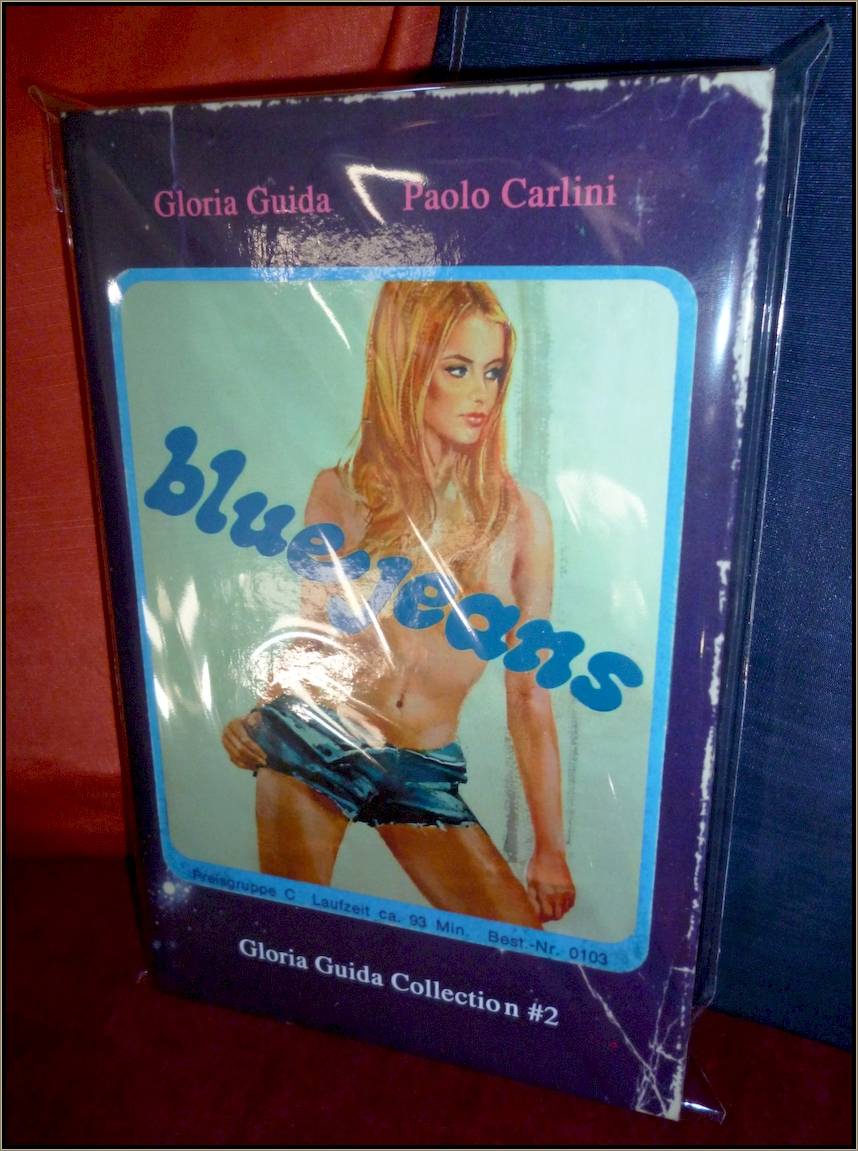 Gloria Guida Paolo Carlini
blue jeans
Preisgruppe C Laufzeit ca. 93 Min. Best.-Nr. 0103
Gloria Guida Collection #2